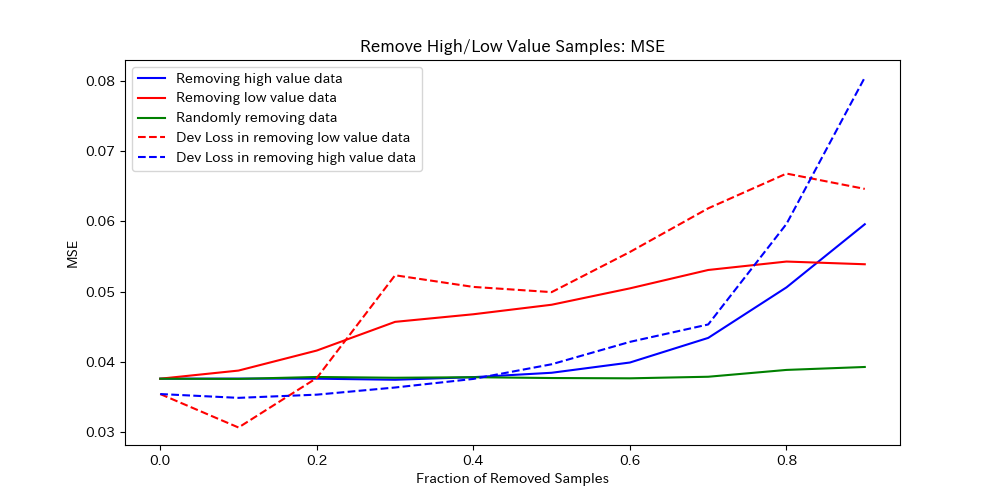 Remove High/Low Value Samples: MSE
Removing high value data
Removing low value data
Randomly removing data
Dev Loss in removing low value data
Dev Loss in removing high value data
MSE
0.08
0.07
0.06
0.05
0.04
0.03
0.0 0.2 0.4 0.6 0.8
Fraction of Removed Samples